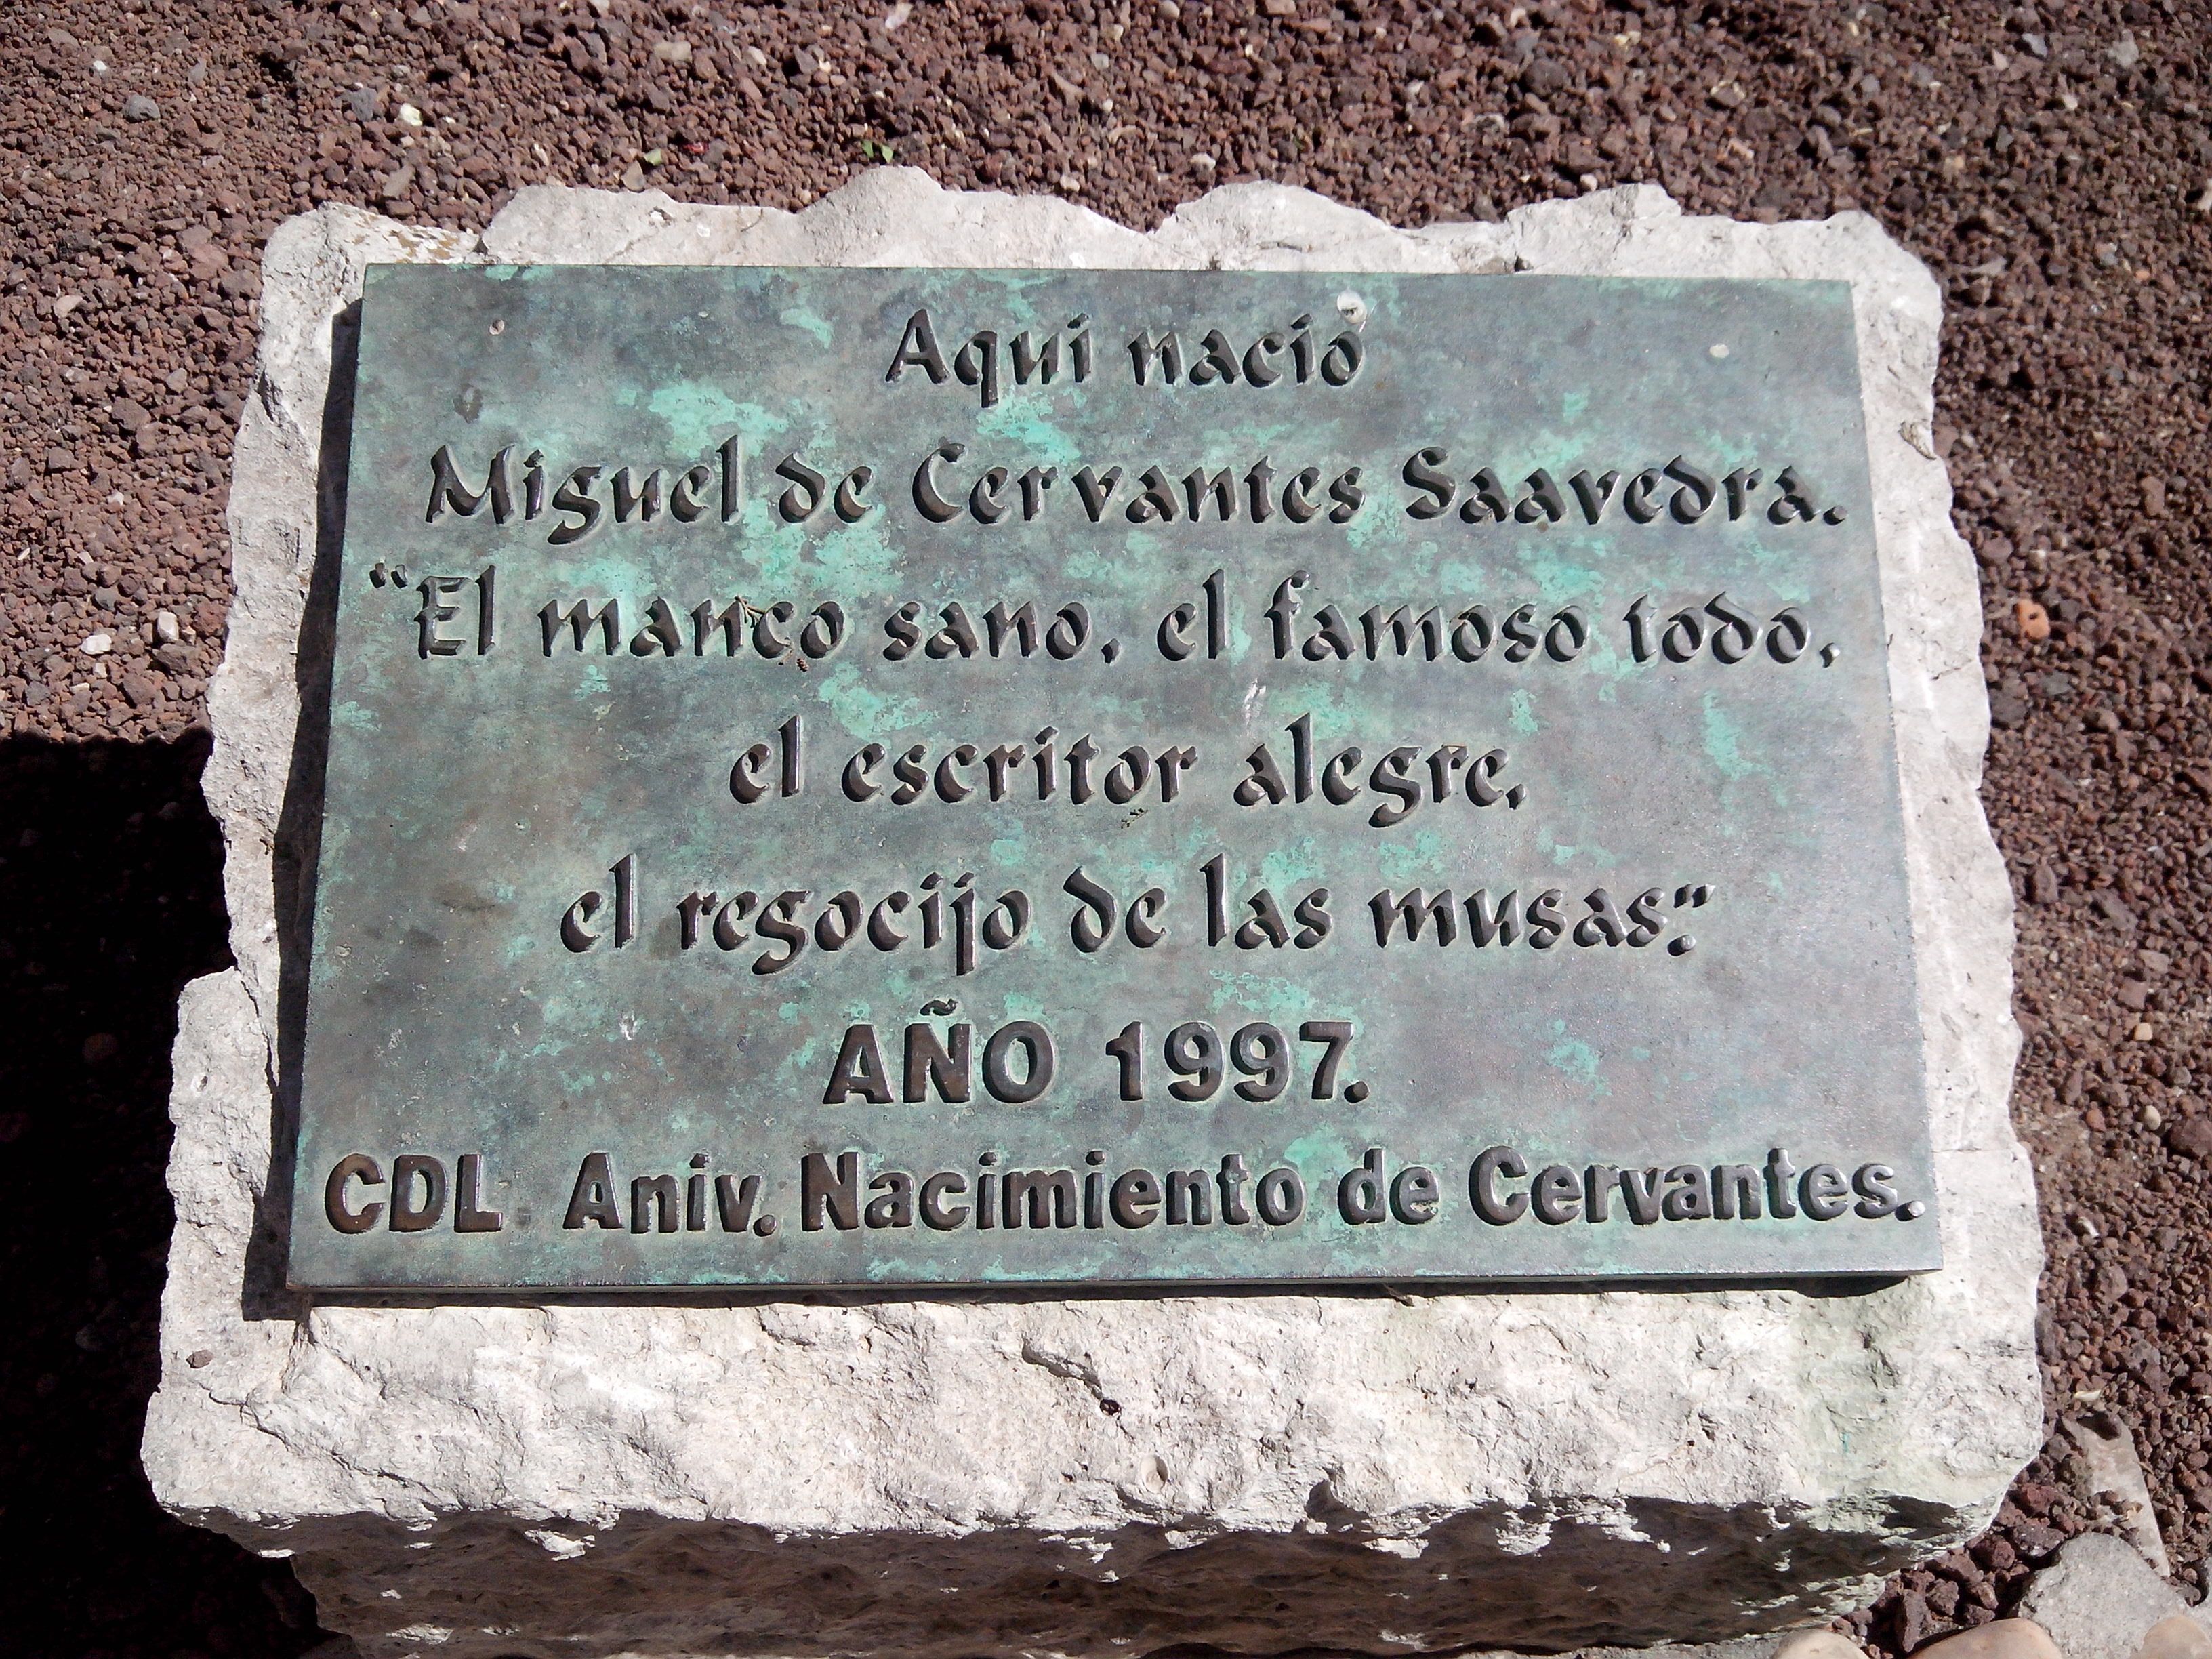 Aqui nació
Miguel de Cervantes Saavedra.
"El manco sano, el famoso todo,
el escritor alegre,
el regocijo de las musas".
AÑO 1997.
CDL Aniv. Nacimiento de Cervantes.